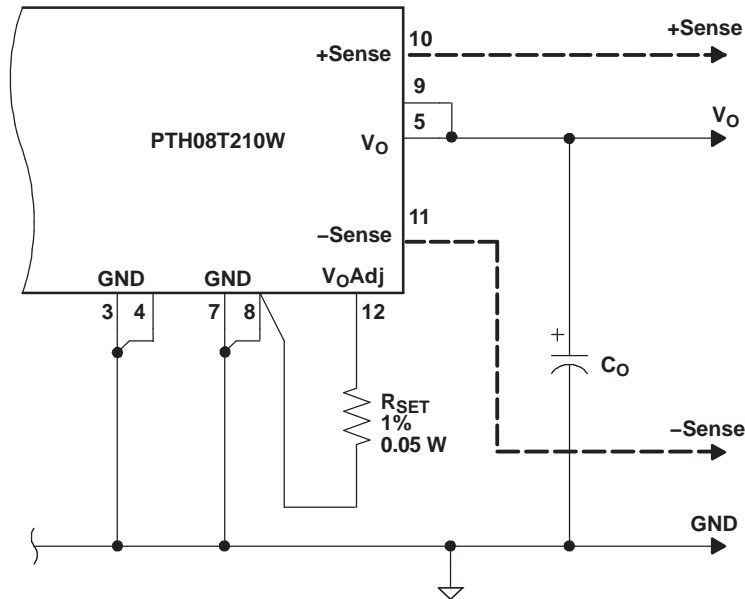 +Sense
10
+Sense
9
5
VO
PTH08T210W
VO
11
−Sense
GND
GND
VOAdj
3
4
7
8
12
+
CO
RSET
1%
0.05 W
−Sense
GND